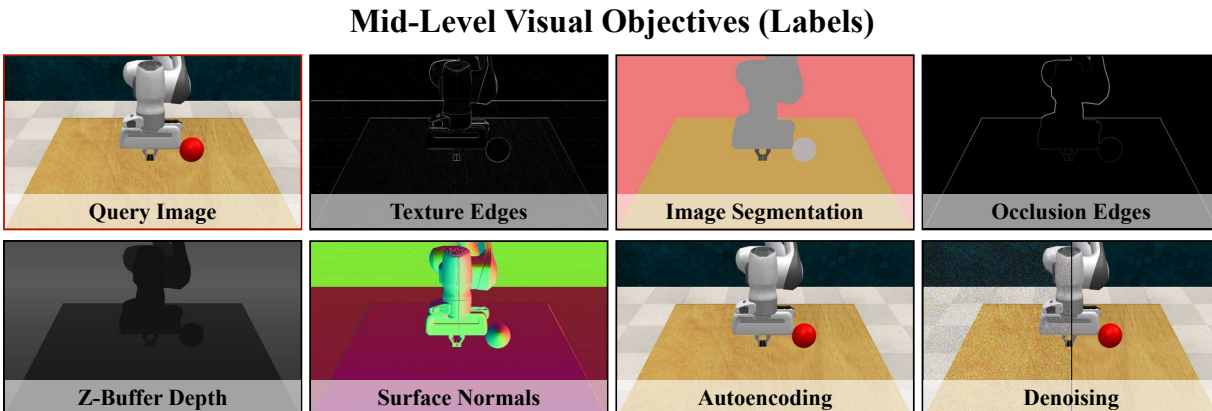 Mid-Level Visual Objectives (Labels)
Query Image
Texture Edges
Image Segmentation
Occlusion Edges
Z-Buffer Depth
Surface Normals
Autoencoding
Denoising